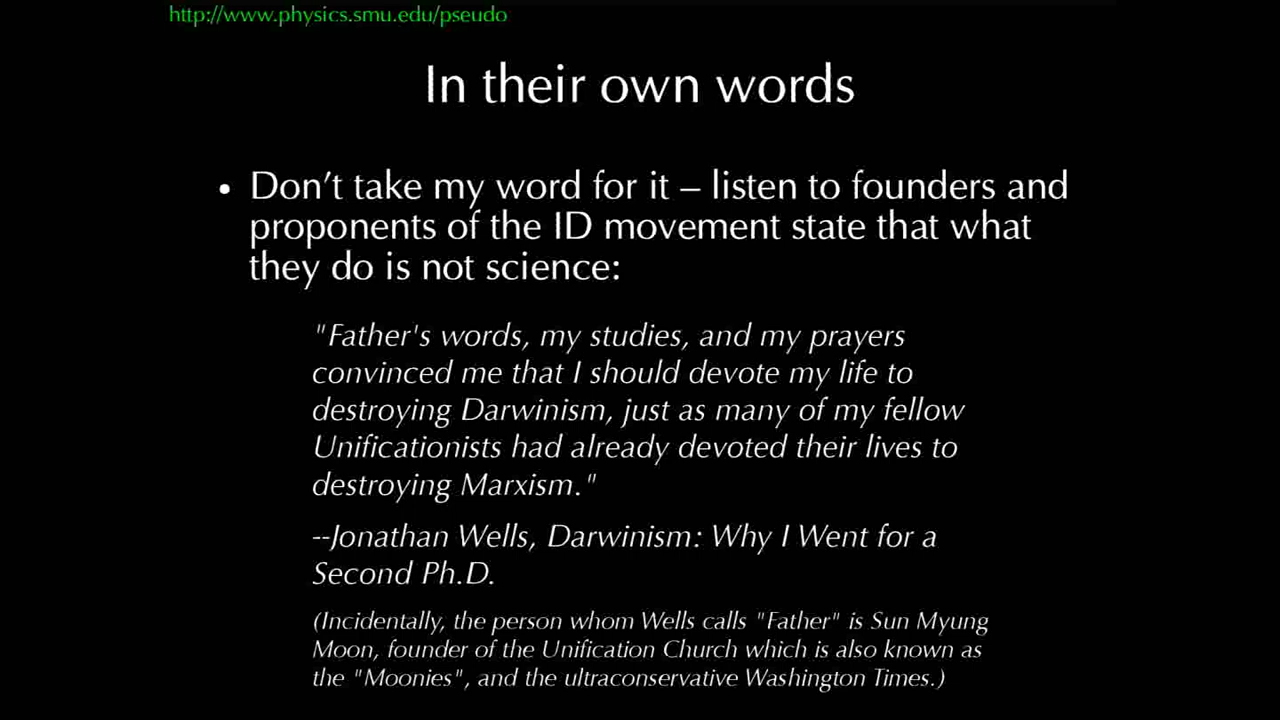 http://www.physics.smu.edu/pseudo
In their own words
• Don’t take my word for it – listen to founders and
proponents of the ID movement state that what
they do is not science:
"Father's words, my studies, and my prayers
convinced me that I should devote my life to
destroying Darwinism, just as many of my fellow
Unificationists had already devoted their lives to
destroying Marxism."
--Jonathan Wells, Darwinism: Why I Went for a
Second Ph.D.
(Incidentally, the person whom Wells calls "Father" is Sun Myung
Moon, founder of the Unification Church which is also known as
the "Moonies", and the ultraconservative Washington Times.)